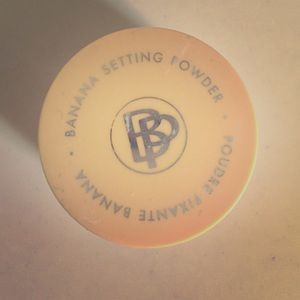 BANANA SETTING POWDER •
POUDRE FIXANTE BANANA •
BP